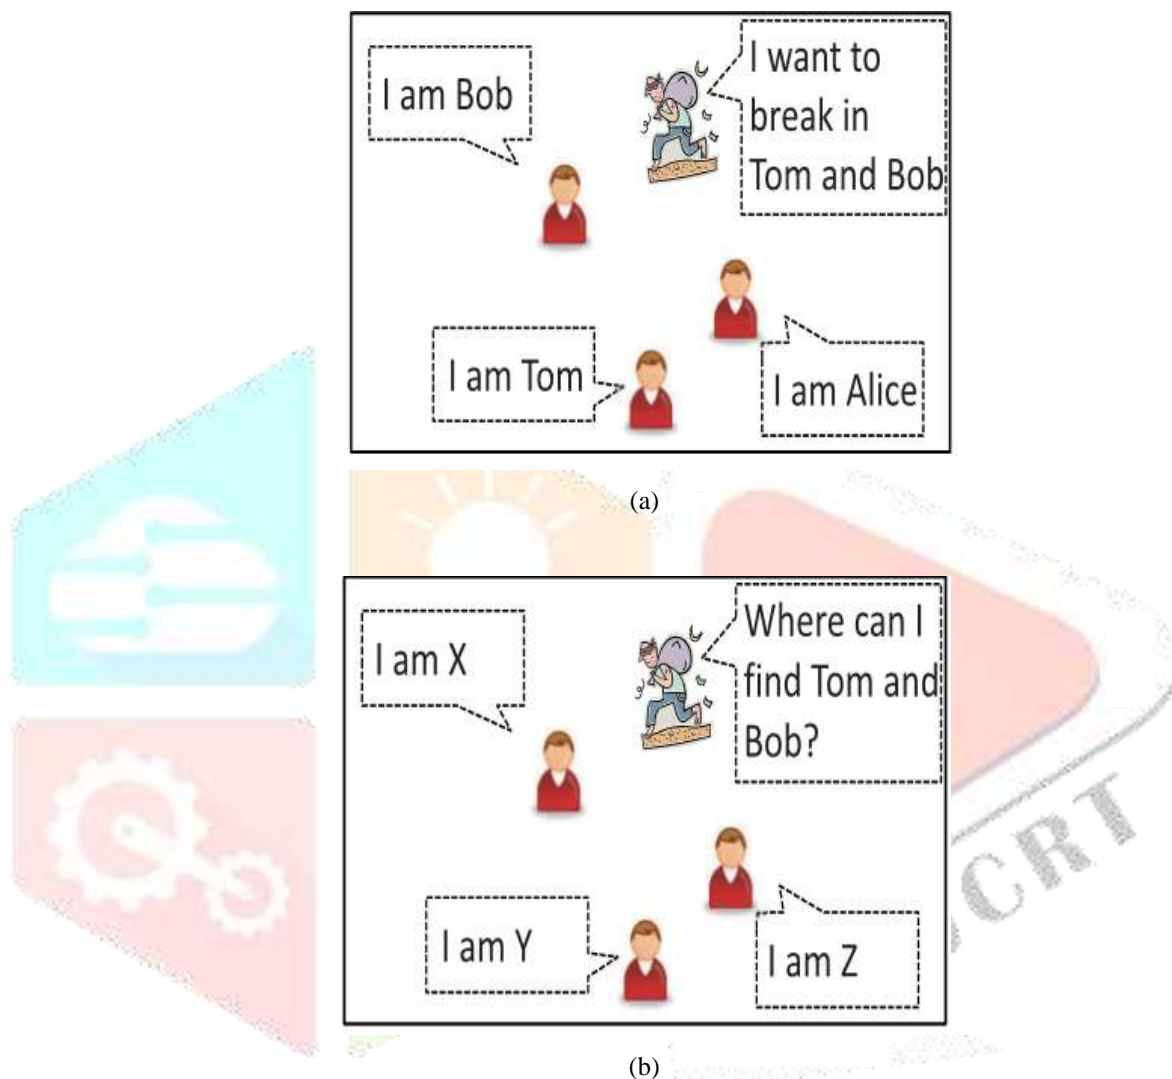 I am Bob
I want to
break in
Tom and Bob
I am Tom
I am Alice
(a)
I am X
Where can I
find Tom and
Bob?
I am Y
I am Z
(b)
CRT